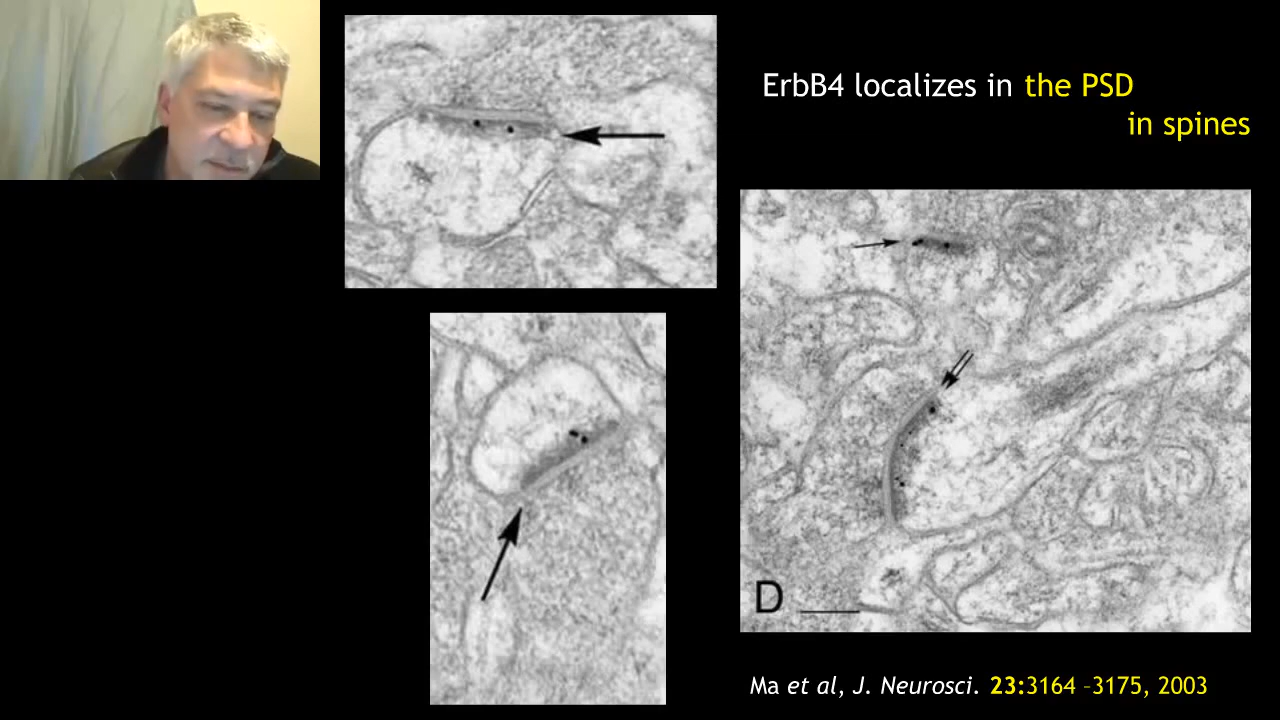 ErbB4 localizes in the PSD
in spines
D
Ma et al, J. Neurosci. 23:3164 –3175, 2003